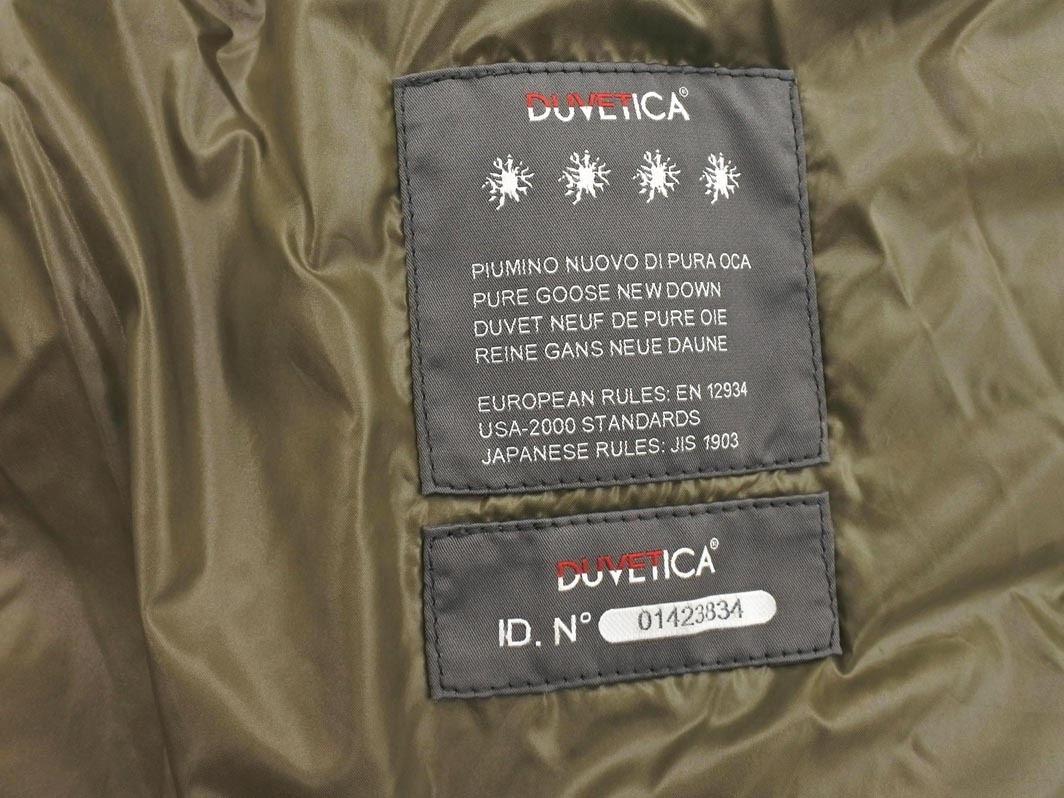 DUVETICA®
PIUMINO NUOVO DI PURA OCA
PURE GOOSE NEW DOWN
DUVET NEUF DE PURE OIE
REINE GANS NEUE DAUNE
EUROPEAN RULES: EN 12934
USA-2000 STANDARDS
JAPANESE RULES: JIS 1903
DUVETICA®
ID. N° 01423834